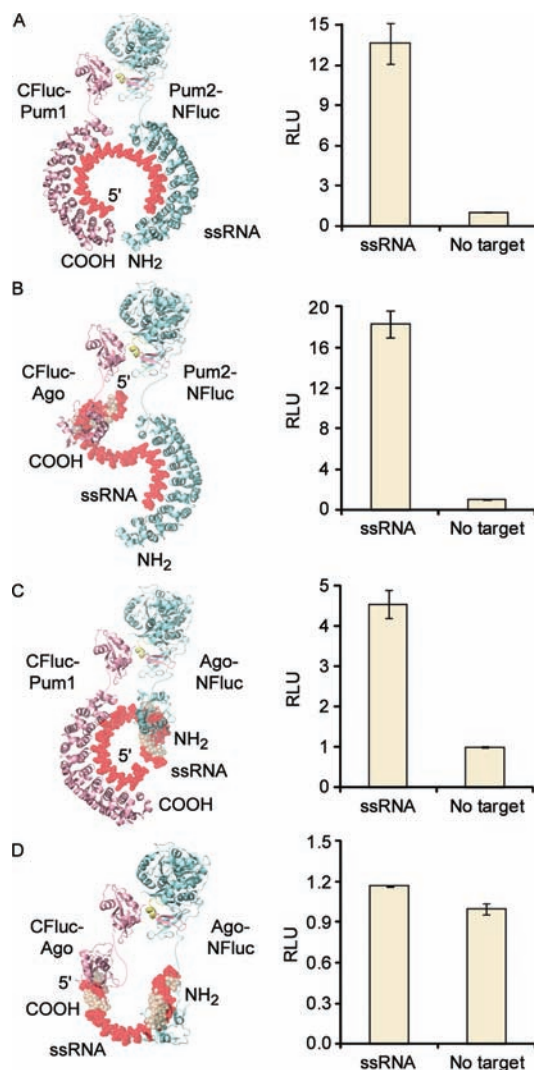 A
CFluc-
Pum1
Pum2-
NFluc
5'
ssRNA
COOH NH2
RLU
15
12
9
6
3
0
ssRNA No target
B
CFluc-
Ago
5'
Pum2-
NFluc
COOH
ssRNA
NH2
RLU
20
16
12
8
4
0
ssRNA No target
C
CFluc-
Pum1
Ago-
NFluc
5'
NH2
ssRNA
COOH
RLU
5
4
3
2
1
0
ssRNA No target
D
CFluc-
Ago
Ago-
NFluc
5'
COOH
NH2
ssRNA
RLU
1.5
1.2
0.9
0.6
0.3
0.0
ssRNA No target